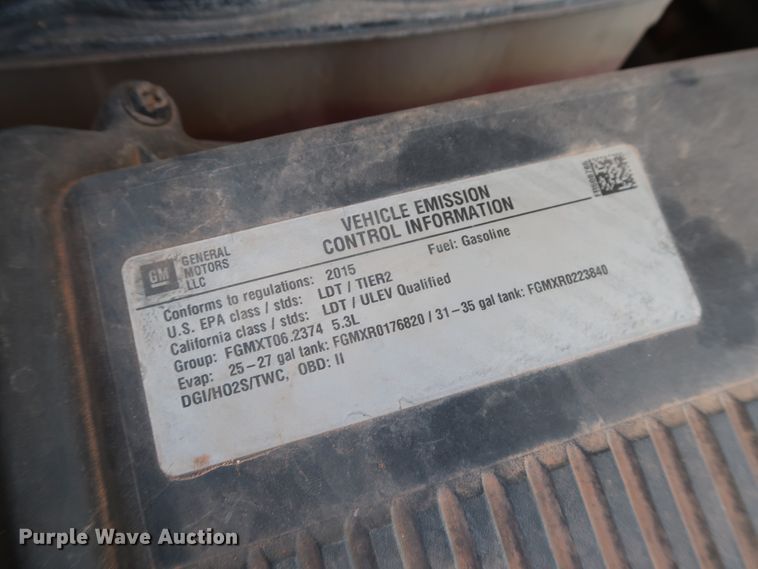 GM
GENERAL
MOTORS
LLC
VEHICLE EMISSION
CONTROL INFORMATION
Conforms to regulations: 2015 Fuel: Gasoline
U.S. EPA class / stds: LDT / TIER2
California class / stds: LDT / ULEV Qualified
Group: FGMXT06.2374 5.3L
Evap: 25–27 gal tank: FGMXR0176820 / 31-35 gal tank: FGMXR0223840
DGI/HO2S/TWC, OBD: II
Purple Wave Auction